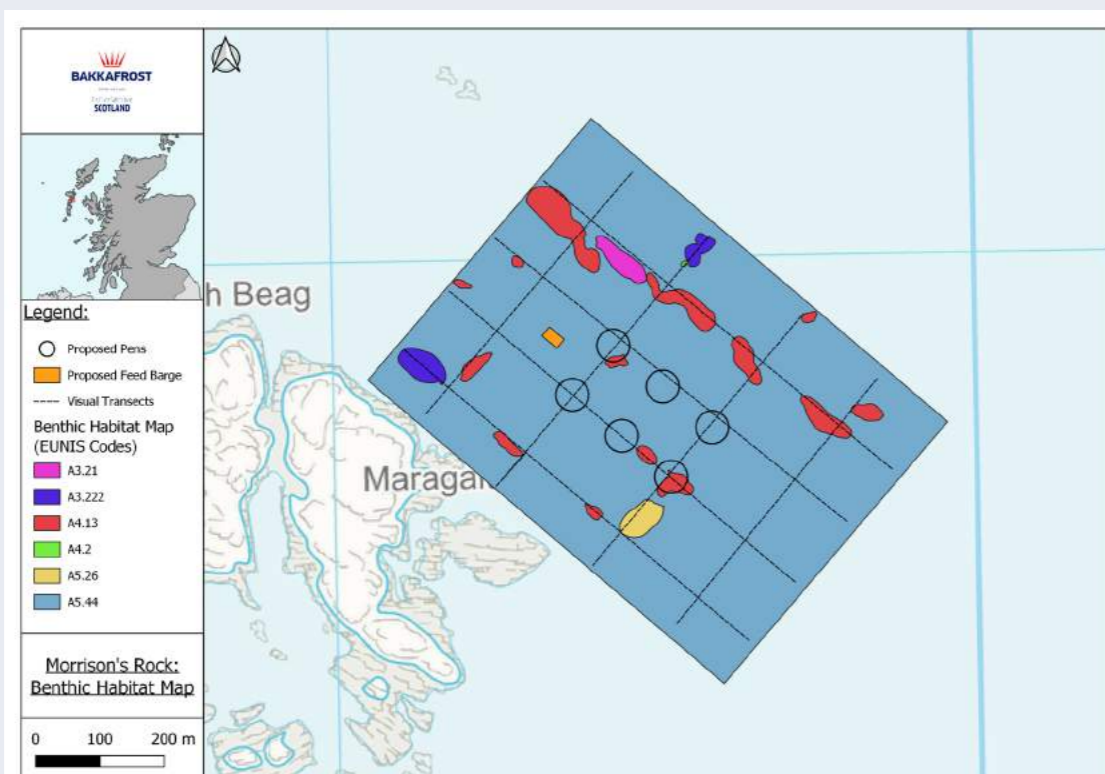 BAKKAFROST
SCOTLAND
h Beag
Legend:
Proposed Pens
Proposed Feed Barge
Visual Transects
Benthic Habitat Map
(EUNIS Codes)
A3.21
A3.222
A4.13
A4.2
A5.26
A5.44
Maraga
Morrison's Rock:
Benthic Habitat Map
0 100 200 m